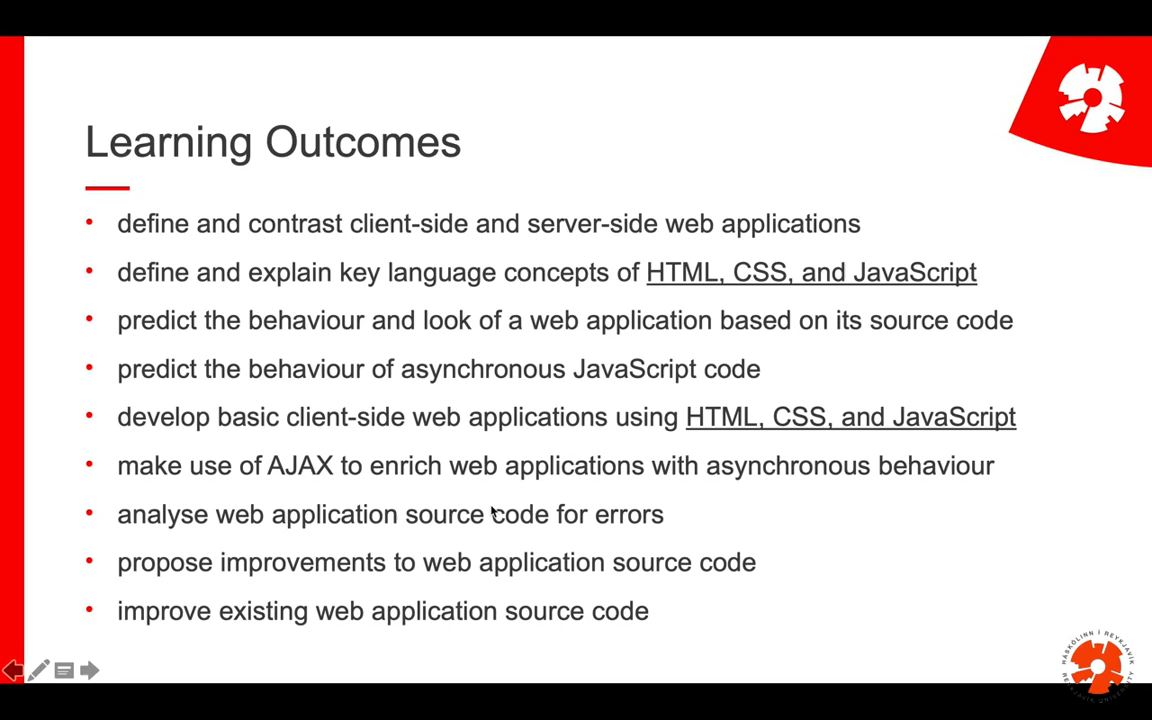 Learning Outcomes
• define and contrast client-side and server-side web applications
• define and explain key language concepts of HTML, CSS, and JavaScript
• predict the behaviour and look of a web application based on its source code
• predict the behaviour of asynchronous JavaScript code
• develop basic client-side web applications using HTML, CSS, and JavaScript
• make use of AJAX to enrich web applications with asynchronous behaviour
• analyse web application source code for errors
• propose improvements to web application source code
• improve existing web application source code
HÁSKÓLINN Í REYKJAVÍK
REYKJAVIK UNIVERSITY